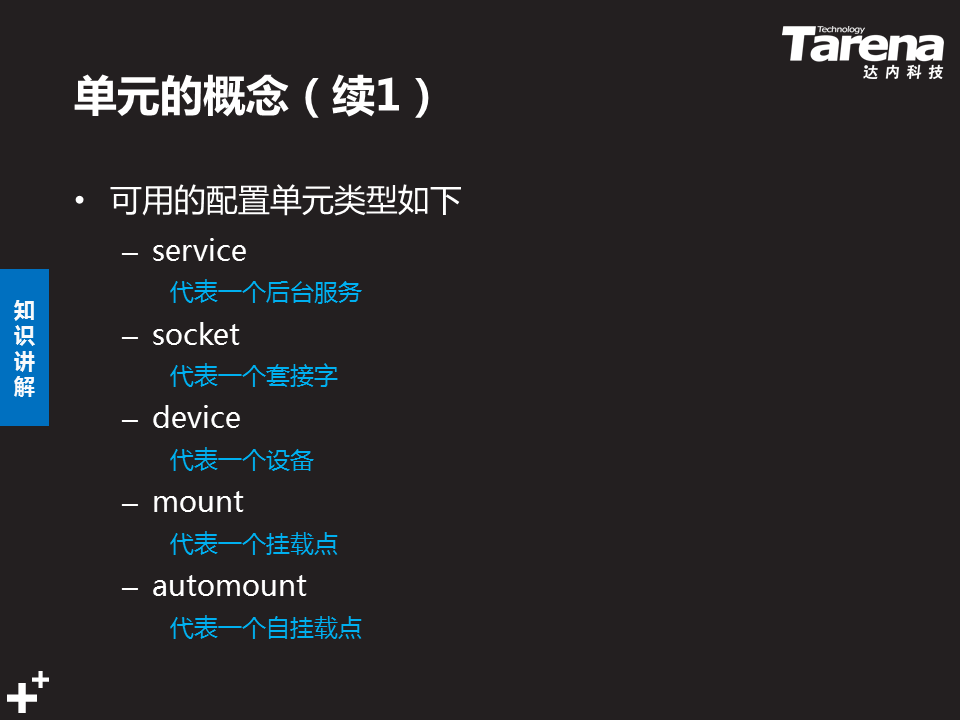 Technology
Tarena
达内科技
单元的概念（续1）
• 可用的配置单元类型如下
– service
代表一个后台服务
– socket
代表一个套接字
– device
代表一个设备
– mount
代表一个挂载点
– automount
代表一个自挂载点
知识讲解